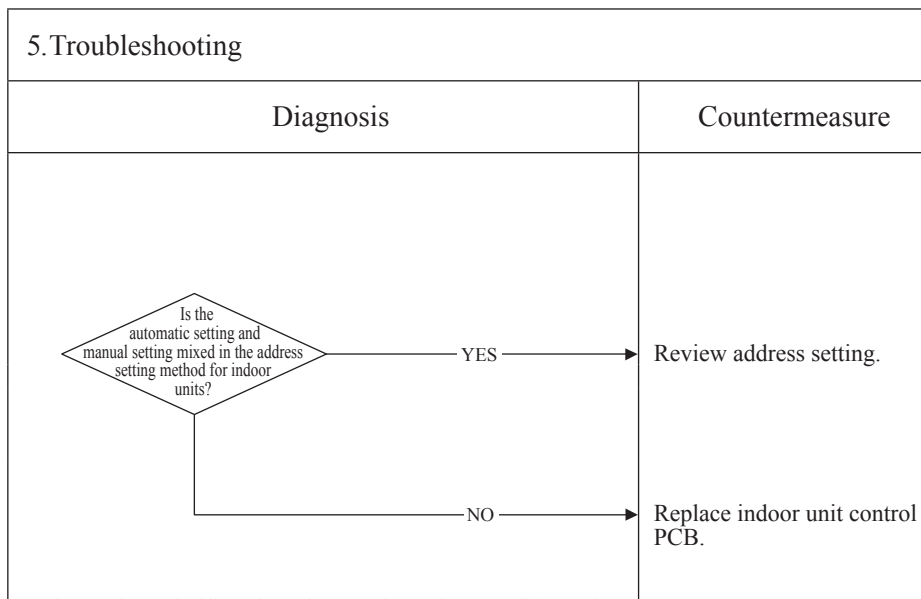 5.Troubleshooting
Diagnosis
Countermeasure
Is the
automatic setting and
manual setting mixed in the address
setting method for indoor
units?
YES
Review address setting.
NO
Replace indoor unit control
PCB.